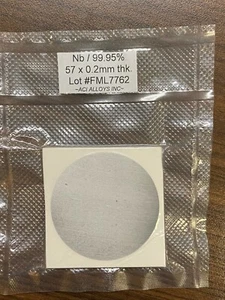 Nb / 99.95%
57 x 0.2mm thk.
Lot #FML7762
~ACI ALLOYS INC~